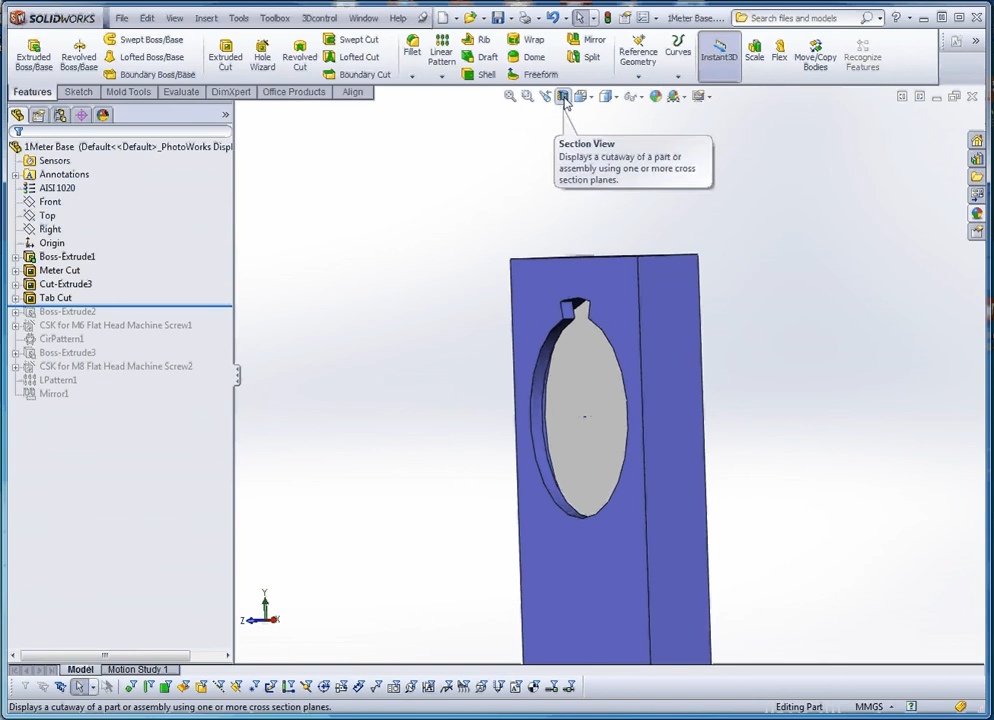 SOLIDWORKS File Edit View Insert Tools Toolbox 3Dcontrol Window Help 1Meter Base.... Search files and models
Extruded Boss/Base
Revolved Boss/Base
Swept Boss/Base
Lofted Boss/Base
Boundary Boss/Base
Extruded Cut
Hole Wizard
Revolved Cut
Swept Cut
Lofted Cut
Boundary Cut
Fillet
Linear Pattern
Rib
Draft
Shell
Wrap
Dome
Freeform
Mirror
Split
Reference Geometry
Curves
Instant3D
Scale
Flex
Move/Copy Bodies
Recognize Features
Features Sketch Mold Tools Evaluate DimXpert Office Products Align
Section View
Displays a cutaway of a part or
assembly using one or more cross
section planes.
1Meter Base (Default<<Default>_PhotoWorks Displ
Sensors
Annotations
AISI 1020
Front
Top
Right
Origin
Boss-Extrude1
Meter Cut
Cut-Extrude3
Tab Cut
Boss-Extrude2
CSK for M6 Flat Head Machine Screw1
CirPattern1
Boss-Extrude3
CSK for M8 Flat Head Machine Screw2
LPattern1
Mirror1
Y
Z X
Model Motion Study 1
Displays a cutaway of a part or assembly using one or more cross section planes. Editing Part MMGS